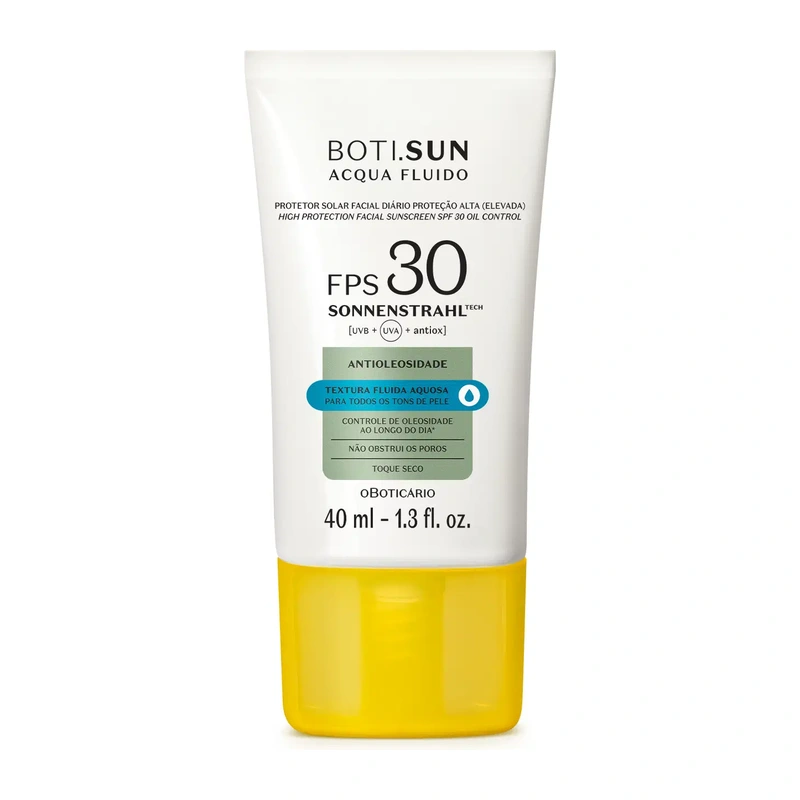 BOTI.SUN
ACQUA FLUIDO
PROTETOR SOLAR FACIAL DIÁRIO PROTEÇÃO ALTA (ELEVADA)
HIGH PROTECTION FACIAL SUNSCREEN SPF 30 OIL CONTROL
FPS 30
SONNENSTRAHL TECH
[UVB + UVA + antiox]
ANTIOLEOSIDADE
TEXTURA FLUIDA AQUOSA
PARA TODOS OS TONS DE PELE
CONTROLE DE OLEOSIDADE
AO LONGO DO DIA*
NÃO OBSTRUI OS POROS
TOQUE SECO
OBOTICÁRIO
40 ml - 1.3 fl. oz.